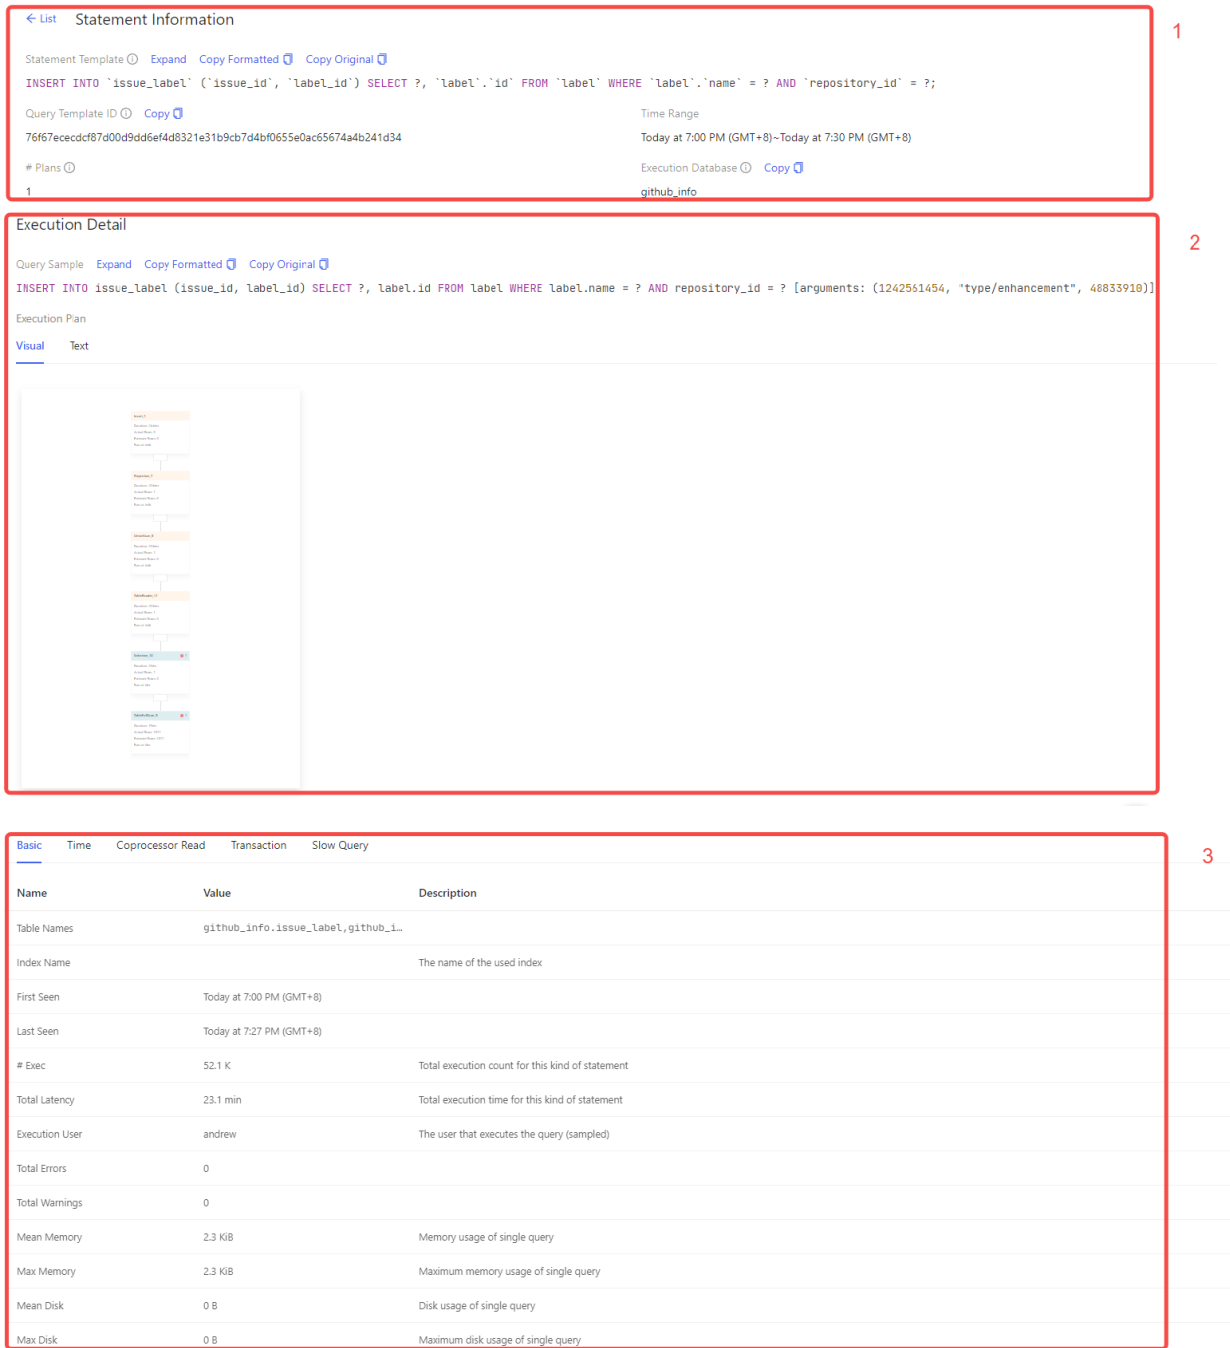 ← List Statement Information
1
Statement Template Expand Copy Formatted Copy Original
INSERT INTO `issue_label` (`issue_id`, `label_id`) SELECT ?, `label`.`id` FROM `label` WHERE `label`.`name` = ? AND `repository_id` = ?;
Query Template ID Copy Time Range
76f67ececdcf87d00d9dd6ef4d8321e31b9cb7d4bf0655e0ac65674a4b241d34 Today at 7:00 PM (GMT+8)~Today at 7:30 PM (GMT+8)
# Plans Execution Database Copy
1 github_info
Execution Detail
2
Query Sample Expand Copy Formatted Copy Original
INSERT INTO issue_label (issue_id, label_id) SELECT ?, label.id FROM label WHERE label.name = ? AND repository_id = ? [arguments: (1242561454, "type/enhancement", 48833910)]
Execution Plan
Visual Text
Basic Time Coprocessor Read Transaction Slow Query
3
Name Value Description
Table Names github_info.issue_label,github_i…
Index Name The name of the used index
First Seen Today at 7:00 PM (GMT+8)
Last Seen Today at 7:27 PM (GMT+8)
# Exec 52.1 K Total execution count for this kind of statement
Total Latency 23.1 min Total execution time for this kind of statement
Execution User andrew The user that executes the query (sampled)
Total Errors 0
Total Warnings 0
Mean Memory 2.3 KiB Memory usage of single query
Max Memory 2.3 KiB Maximum memory usage of single query
Mean Disk 0 B Disk usage of single query
Max Disk 0 B Maximum disk usage of single query